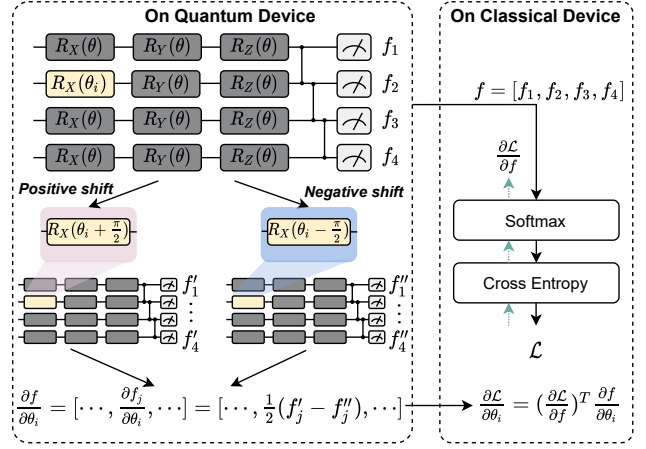 On Quantum Device
R_X(θ) R_Y(θ) R_Z(θ) f_1
R_X(θ_i) R_Y(θ) R_Z(θ) f_2
R_X(θ) R_Y(θ) R_Z(θ) f_3
R_X(θ) R_Y(θ) R_Z(θ) f_4
Positive shift
Negative shift
R_X(θ_i + π/2)
R_X(θ_i − π/2)
f′_1
⋮
f′_4
f″_1
⋮
f″_4
∂f/∂θ_i = [⋯, ∂f_j/∂θ_i, ⋯] = [⋯, 1/2(f′_j − f″_j), ⋯]
On Classical Device
f = [f_1, f_2, f_3, f_4]
∂ℒ/∂f
Softmax
Cross Entropy
ℒ
∂ℒ/∂θ_i = (∂ℒ/∂f)^T ∂f/∂θ_i